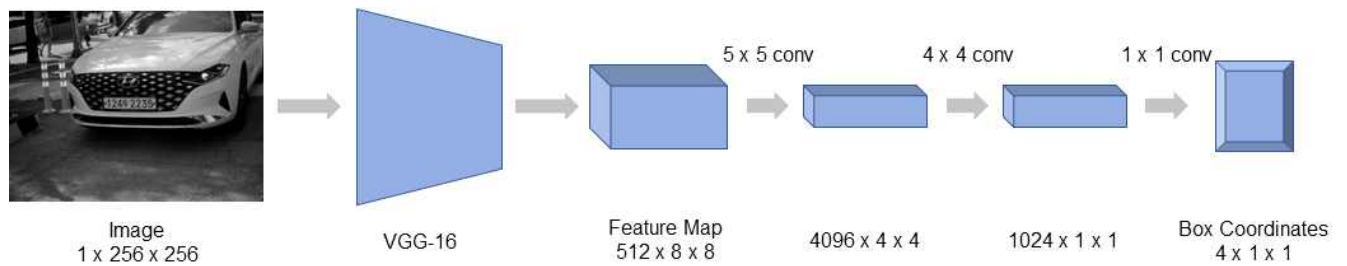 5 x 5 conv
4 x 4 conv
1 x 1 conv
Image
1 x 256 x 256
VGG-16
Feature Map
512 x 8 x 8
4096 x 4 x 4
1024 x 1 x 1
Box Coordinates
4 x 1 x 1